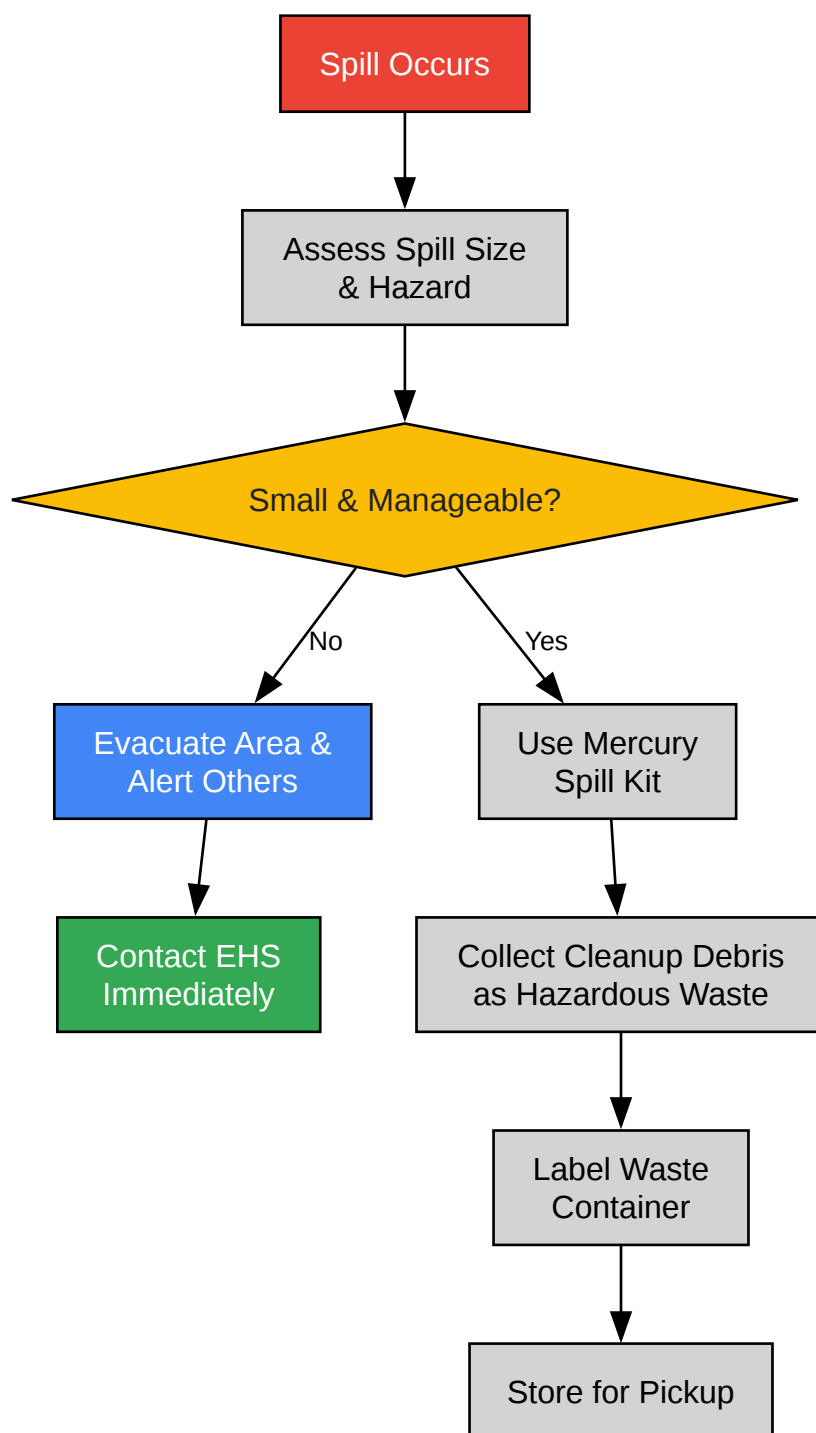 Spill Occurs
Assess Spill Size
& Hazard
Small & Manageable?
No
Yes
Evacuate Area &
Alert Others
Use Mercury
Spill Kit
Contact EHS
Immediately
Collect Cleanup Debris
as Hazardous Waste
Label Waste
Container
Store for Pickup